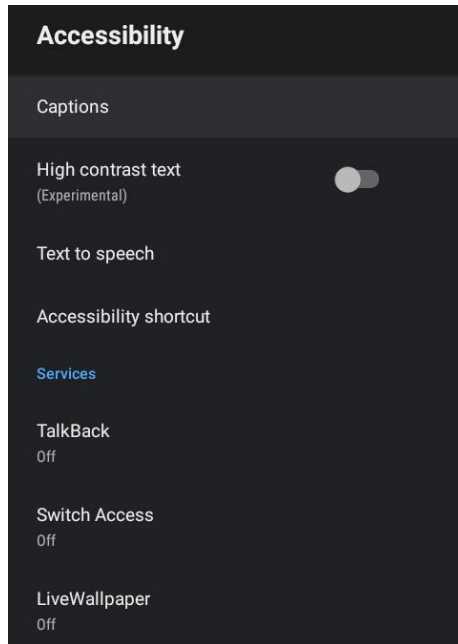 Accessibility
Captions
High contrast text
(Experimental)
Text to speech
Accessibility shortcut
Services
TalkBack
Off
Switch Access
Off
LiveWallpaper
Off